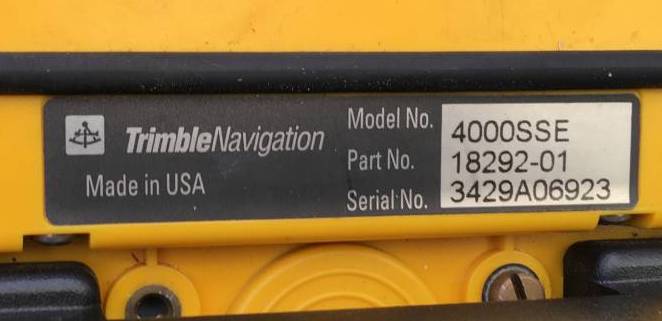 TrimbleNavigation
Made in USA
Model No. 4000SSE
Part No. 18292-01
Serial No. 3429A06923